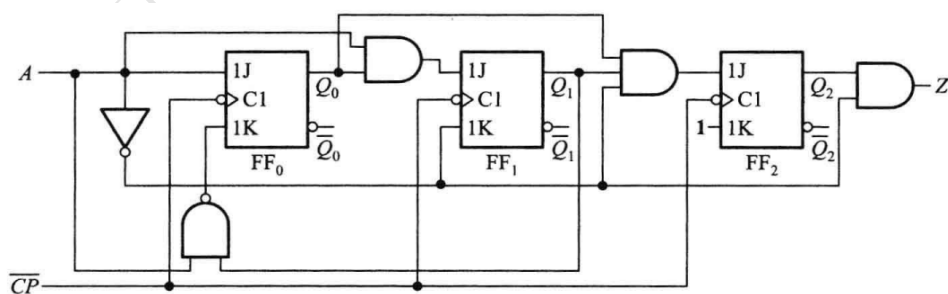 A
1J
C1
1K
Q₀
Q̅₀
FF₀
1J
C1
1K
Q₁
Q̅₁
FF₁
1J
C1
1
1K
Q₂
Q̅₂
FF₂
Z
C̅P̅